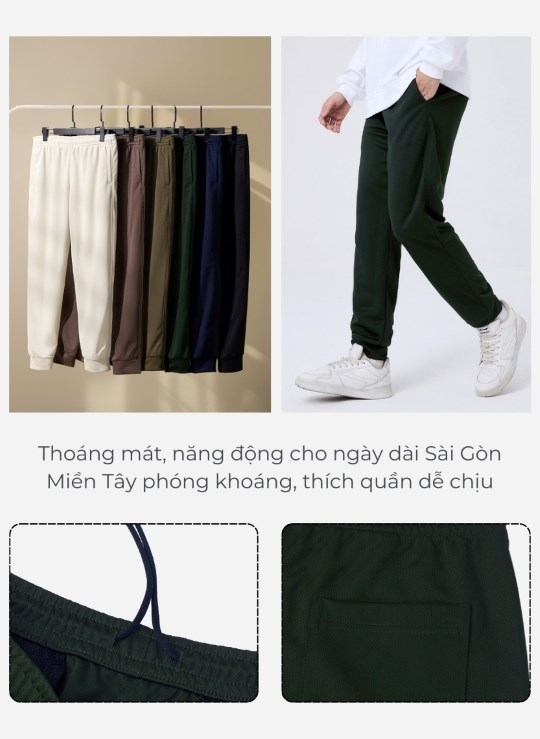 Thoáng mát, năng động cho ngày dài Sài Gòn
Miền Tây phóng khoáng, thích quần dễ chịu